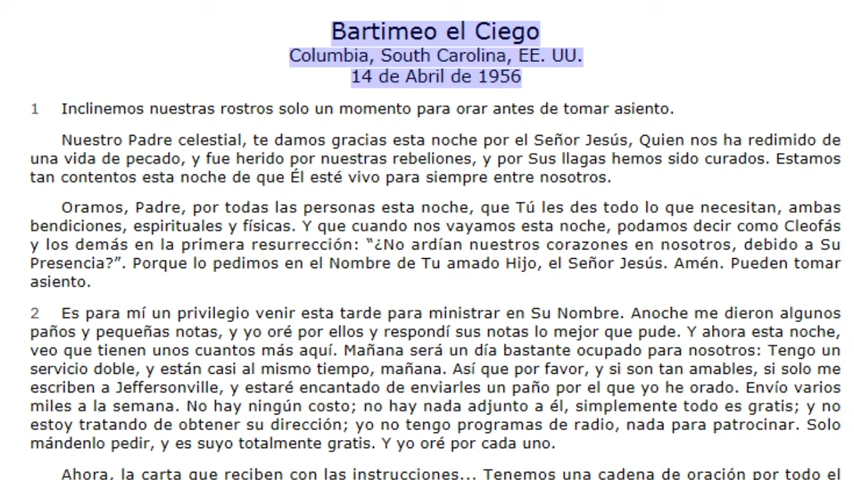 Bartimeo el Ciego
Columbia, South Carolina, EE. UU.
14 de Abril de 1956
1 Inclinemos nuestras rostros solo un momento para orar antes de tomar asiento.
Nuestro Padre celestial, te damos gracias esta noche por el Señor Jesús, Quien nos ha redimido de
una vida de pecado, y fue herido por nuestras rebeliones, y por Sus llagas hemos sido curados. Estamos
tan contentos esta noche de que Él esté vivo para siempre entre nosotros.
Oramos, Padre, por todas las personas esta noche, que Tú les des todo lo que necesitan, ambas
bendiciones, espirituales y físicas. Y que cuando nos vayamos esta noche, podamos decir como Cleofás
y los demás en la primera resurrección: “¿No ardían nuestros corazones en nosotros, debido a Su
Presencia?”. Porque lo pedimos en el Nombre de Tu amado Hijo, el Señor Jesús. Amén. Pueden tomar
asiento.
2 Es para mí un privilegio venir esta tarde para ministrar en Su Nombre. Anoche me dieron algunos
paños y pequeñas notas, y yo oré por ellos y respondí sus notas lo mejor que pude. Y ahora esta noche,
veo que tienen unos cuantos más aquí. Mañana será un día bastante ocupado para nosotros: Tengo un
servicio doble, y están casi al mismo tiempo, mañana. Así que por favor, y si son tan amables, si solo me
escriben a Jeffersonville, y estaré encantado de enviarles un paño por el que yo he orado. Envío varios
miles a la semana. No hay ningún costo; no hay nada adjunto a él, simplemente todo es gratis; y no
estoy tratando de obtener su dirección; yo no tengo programas de radio, nada para patrocinar. Solo
mándenlo pedir, y es suyo totalmente gratis. Y yo oré por cada uno.
Ahora, la carta que reciben con las instrucciones... Tenemos una cadena de oración por todo el